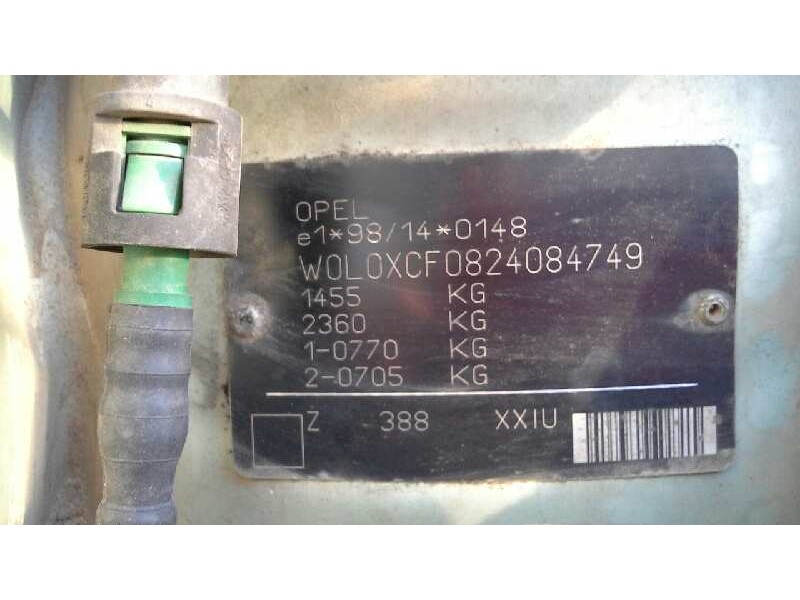 OPEL
e1*98/14*0148
W0L0XCF0824084749
1455 KG
2360 KG
1-0770 KG
2-0705 KG
Z 388 XXIU